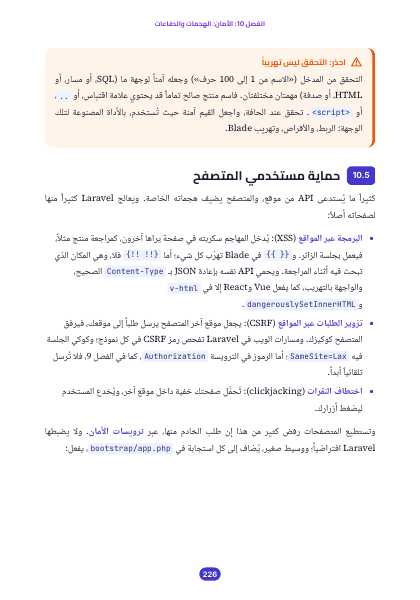 الفصل 10: الأمان: الهجمات والدفاعات
احذر: التحقق ليس تهريباً
التحقق من المدخل («الاسم من 1 إلى 100 حرف») وجعله آمناً لوجهة ما (SQL، أو مسار، أو
HTML، أو صدفة) مهمتان مختلفتان. فاسم منتج صالح تماماً قد يحتوي علامة اقتباس، أو .. ،
أو <script> . تحقق عند الحافة، واجعل القيم آمنة حيث تُستخدم، بالأداة المصنوعة لتلك
الوجهة: الربط، والأقراص، وتهريب Blade.
10.5 حماية مستخدمي المتصفح
كثيراً ما يُستدعى API من موقع، والمتصفح يضيف هجماته الخاصة. ويعالج Laravel كثيراً منها
لصفحاته أصلاً:
• البرمجة عبر المواقع (XSS): يُدخل المهاجم سكربته في صفحة يراها آخرون، كمراجعة منتج مثلاً،
فيعمل بجلسة الزائر. و {{ }} في Blade تهرّب كل شيء؛ أما {!! !!} فلا، وهي المكان الذي
تبحث فيه أثناء المراجعة. ويحمي API نفسه بإعادة JSON بـ Content-Type الصحيح،
والواجهة بالتهريب، كما يفعل Vue وReact إلا في v-html
و dangerouslySetInnerHTML .
• تزوير الطلبات عبر المواقع (CSRF): يجعل موقع آخر المتصفح يرسل طلباً إلى موقعك، فيرفق
المتصفح كوكيزك. ومسارات الويب في Laravel تفحص رمز CSRF في كل نموذج؛ وكوكي الجلسة
فيه SameSite=Lax ؛ أما الرموز في الترويسة Authorization ، كما في الفصل 9، فلا تُرسل
تلقائياً أبداً.
• اختطاف النقرات (clickjacking): تُحمَّل صفحتك خفية داخل موقع آخر، ويُخدع المستخدم
ليضغط أزرارك.
وتستطيع المتصفحات رفض كثير من هذا إن طلب الخادم منها، عبر ترويسات الأمان. ولا يضبطها
Laravel افتراضياً؛ ووسيط صغير، يُضاف إلى كل استجابة في bootstrap/app.php ، يفعل:
226